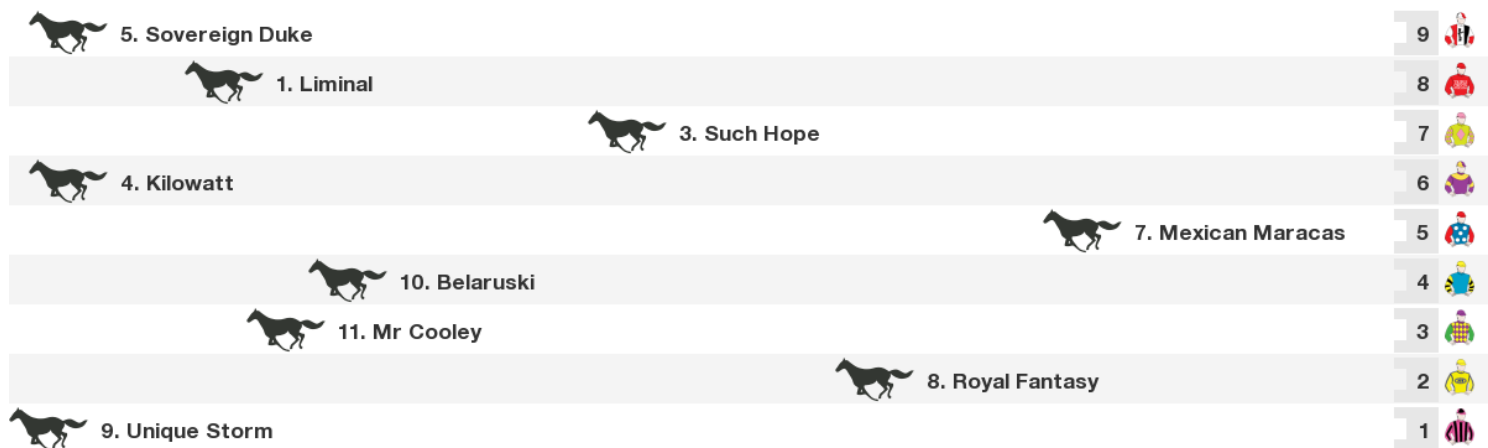 5. Sovereign Duke 9
1. Liminal 8
3. Such Hope 7
4. Kilowatt 6
7. Mexican Maracas 5
10. Belaruski 4
11. Mr Cooley 3
8. Royal Fantasy 2
9. Unique Storm 1